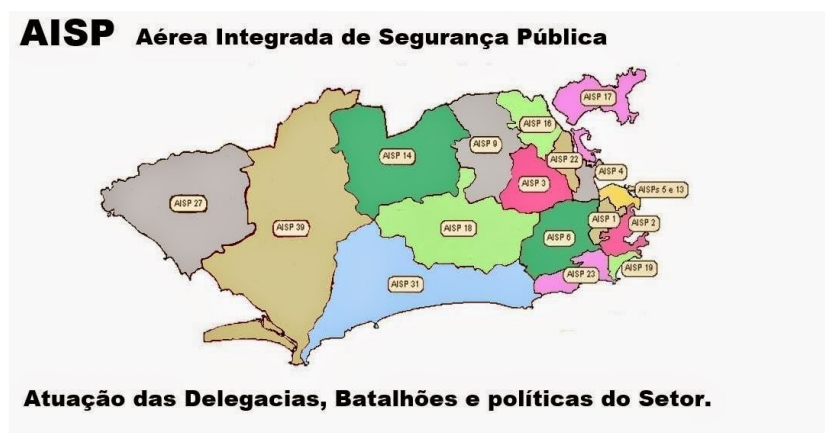 AISP Aérea Integrada de Segurança Pública
AISP 17
AISP 16
AISP 9
AISP 14
AISP 22
AISP 4
AISP 3
AISPs 5 e 13
AISP 27
AISP 39
AISP 18
AISP 1
AISP 2
AISP 6
AISP 23
AISP 19
AISP 31
Atuação das Delegacias, Batalhões e políticas do Setor.